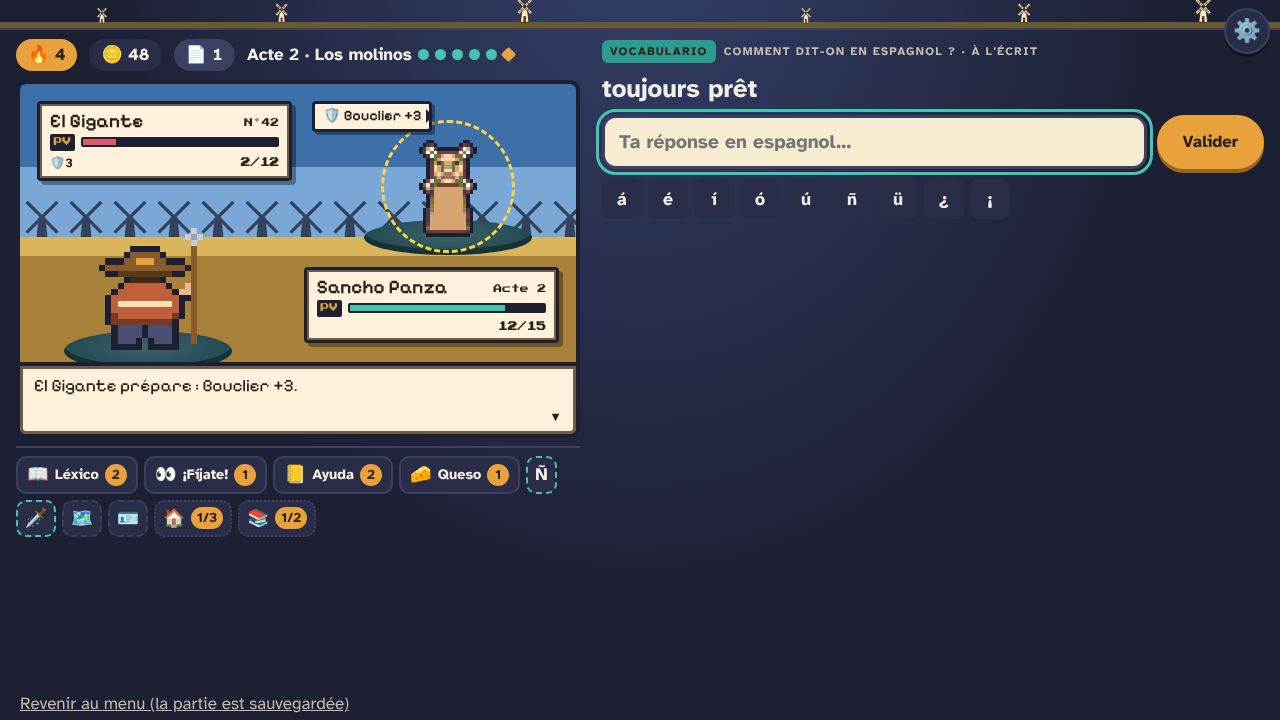 🔥 4 🪙 48 📄 1 Acte 2 · Los molinos
El Gigante N°42
PV
🛡️3 2/12
🛡️ Bouclier +3
Sancho Panza Acte 2
PV
12/15
El Gigante prépare : Bouclier +3.
▼
📖 Léxico 2 👀 ¡Fíjate! 1 📒 Ayuda 2 🧀 Queso 1 Ñ
🗡️ 🗺️ 🪪 🏠 1/3 📚 1/2
Revenir au menu (la partie est sauvegardée)
VOCABULARIO COMMENT DIT-ON EN ESPAGNOL ? · À L'ÉCRIT
toujours prêt
Ta réponse en espagnol... Valider
á é í ó ú ñ ü ¿ ¡